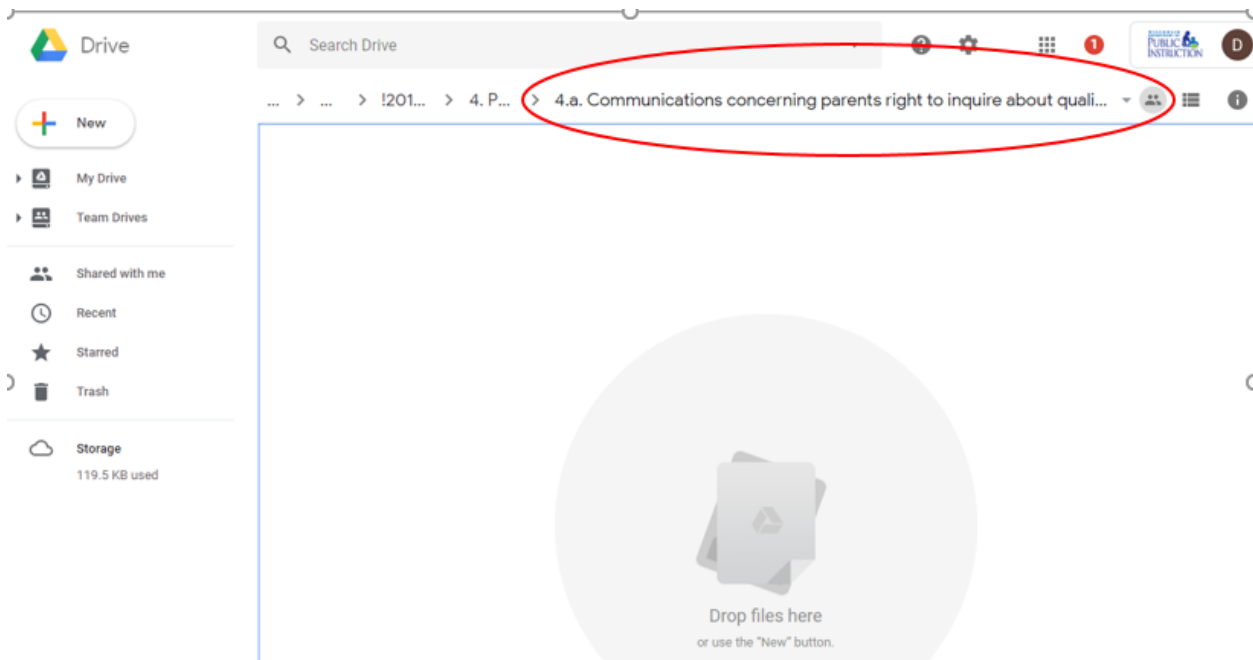 Drive
Search Drive
1
PUBLIC
INSTRUCTION
D
... > ... > !201... > 4. P... > 4.a. Communications concerning parents right to inquire about quali...
New
My Drive
Team Drives
Shared with me
Recent
Starred
Trash
Storage
119.5 KB used
Drop files here
or use the "New" button.